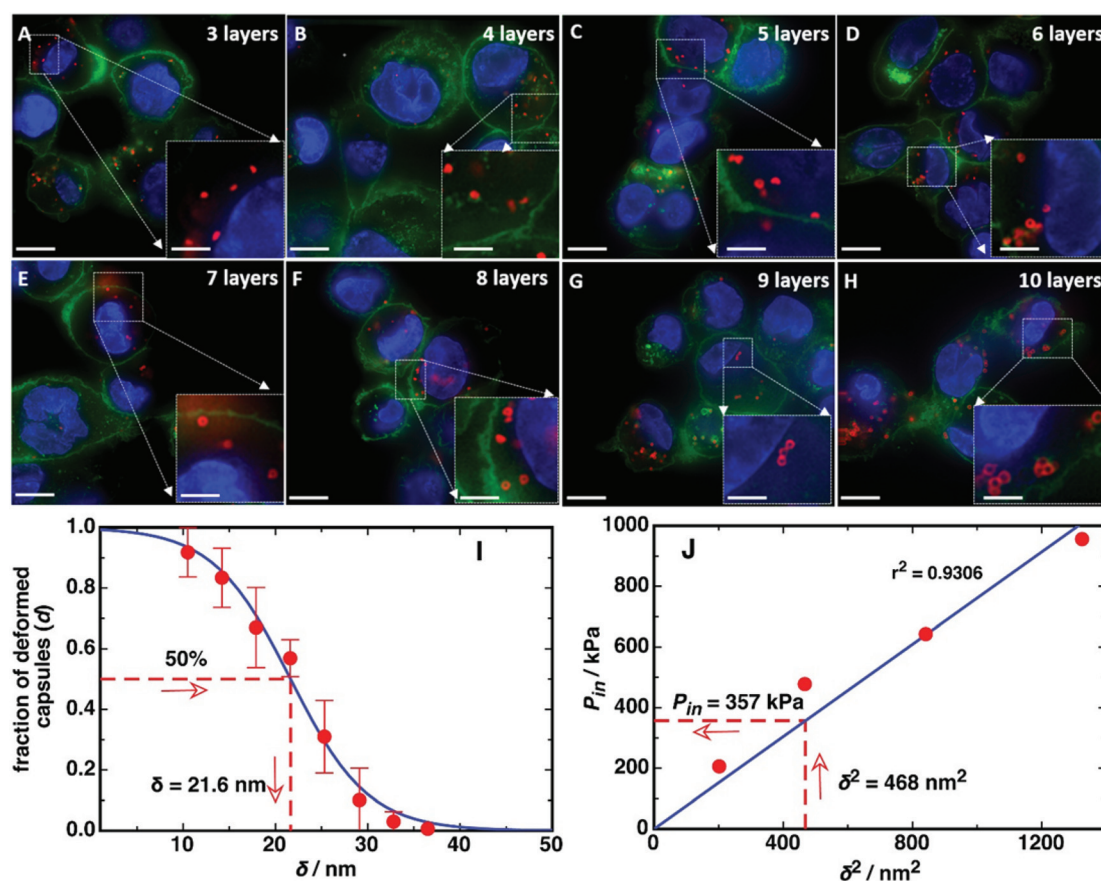 A 3 layers
B 4 layers
C 5 layers
D 6 layers
E 7 layers
F 8 layers
G 9 layers
H 10 layers
I
fraction of deformed
capsules (d)
1.0
0.8
0.6
0.4
0.2
0.0
50%
δ = 21.6 nm
10 20 30 40 50
δ / nm
J
P_in / kPa
1000
800
600
400
200
0
r² = 0.9306
P_in = 357 kPa
δ² = 468 nm²
0 400 800 1200
δ² / nm²